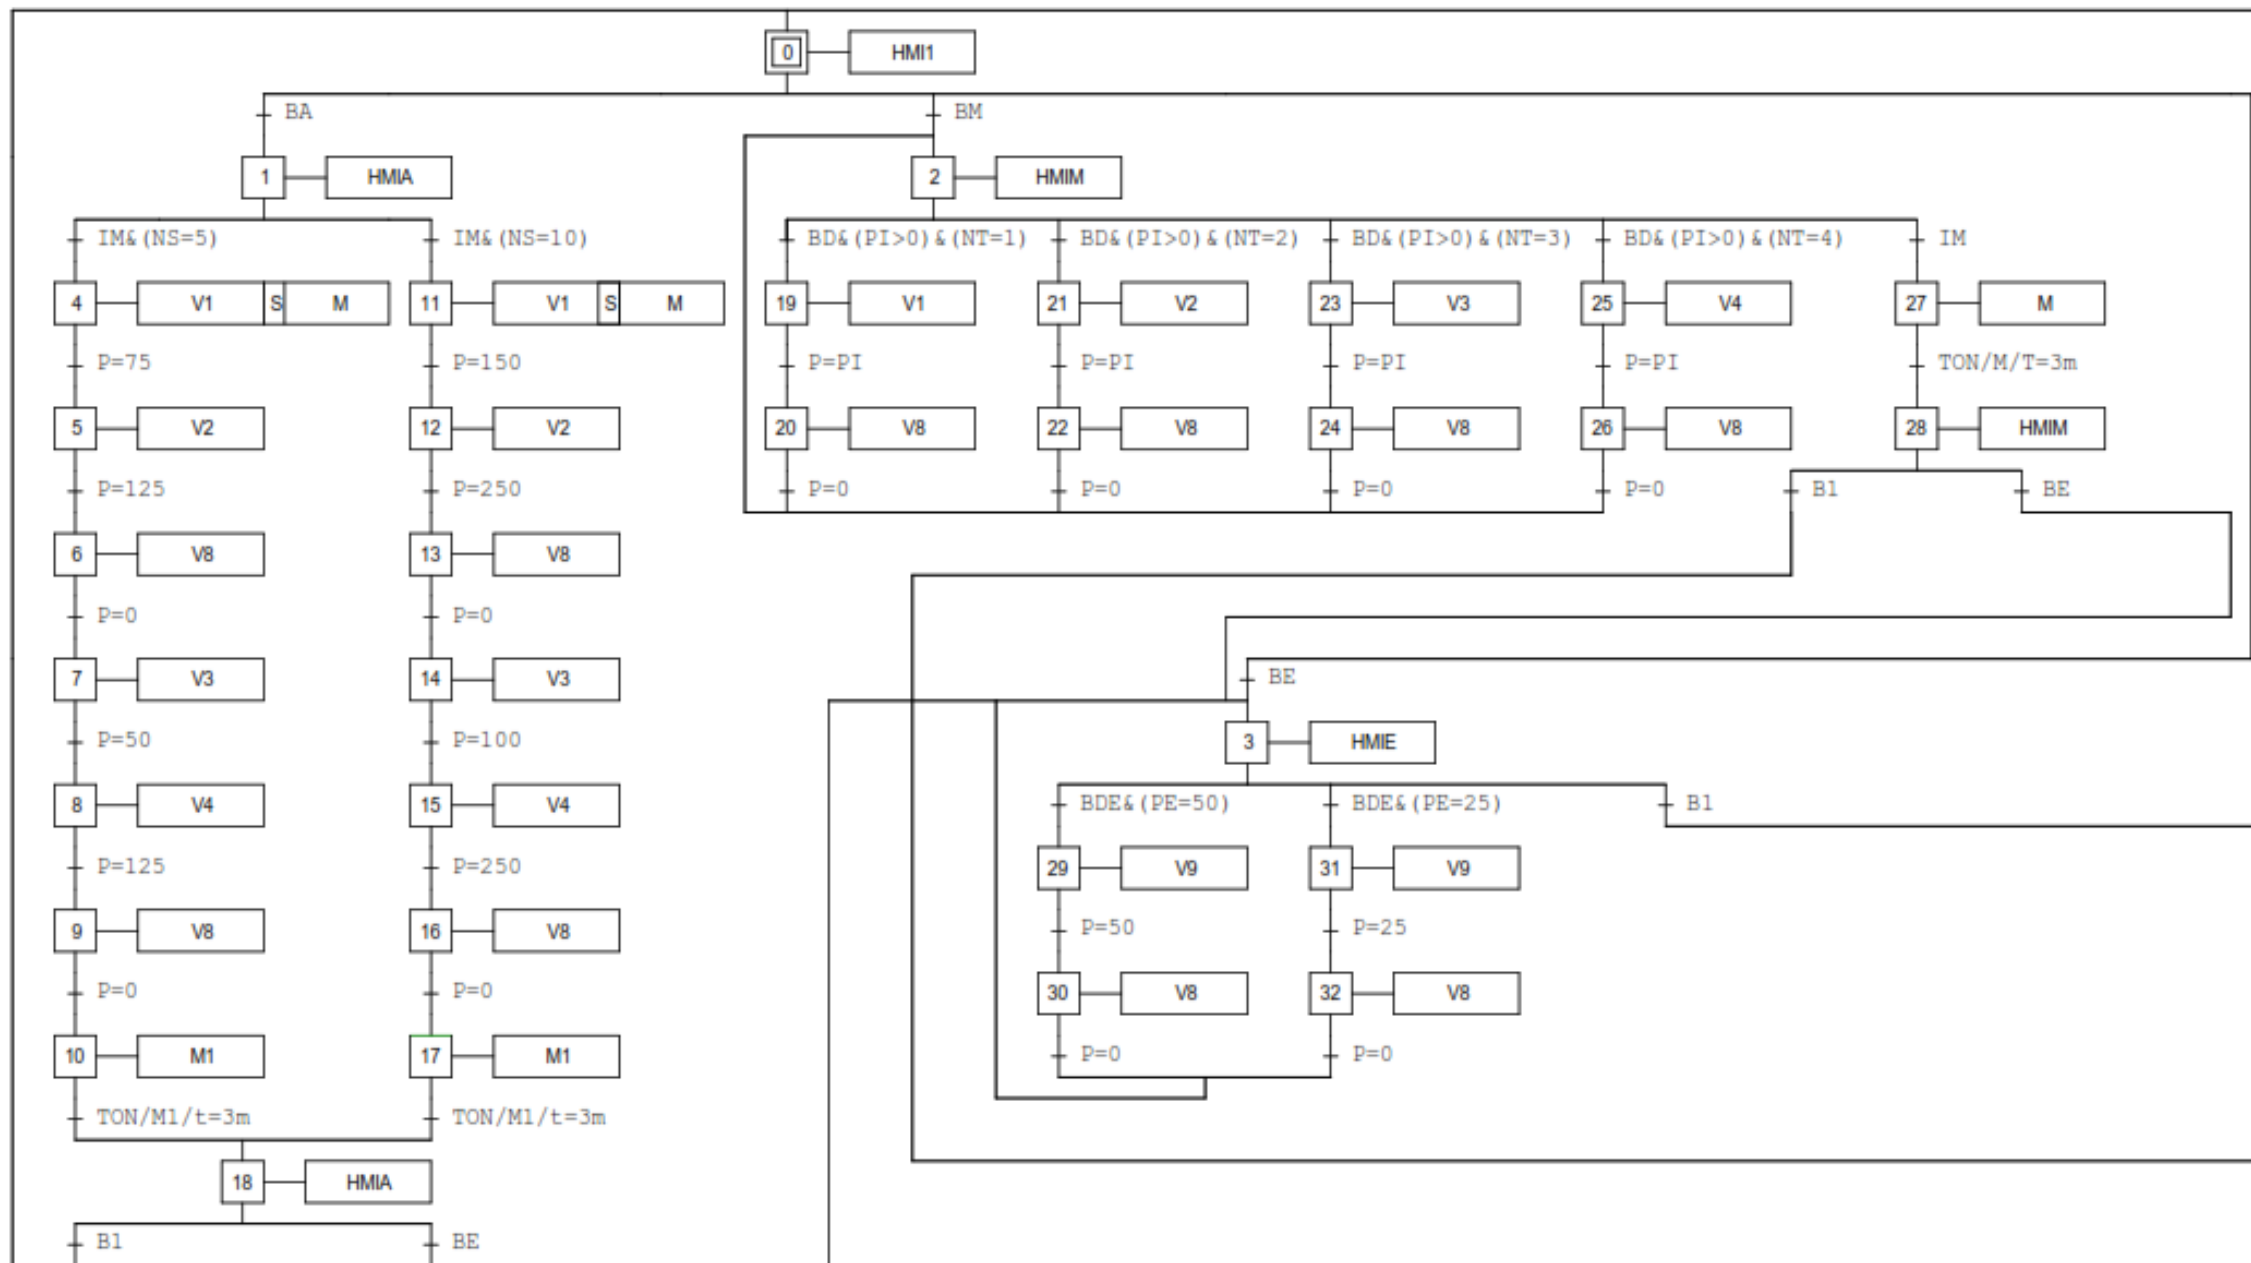 0 HMI1
BA BM
1 HMIA 2 HMIM
IM&(NS=5) IM&(NS=10) BD&(PI>0)&(NT=1) BD&(PI>0)&(NT=2) BD&(PI>0)&(NT=3) BD&(PI>0)&(NT=4) IM
4 V1 S M 11 V1 S M 19 V1 21 V2 23 V3 25 V4 27 M
P=75 P=150 P=PI P=PI P=PI P=PI TON/M/T=3m
5 V2 12 V2 20 V8 22 V8 24 V8 26 V8 28 HMIM
P=125 P=250 P=0 P=0 P=0 P=0 B1 BE
6 V8 13 V8
P=0 P=0
BE
7 V3 14 V3
P=50 P=100
3 HMIE
8 V4 15 V4 BDE&(PE=50) BDE&(PE=25) B1
P=125 P=250 29 V9 31 V9
9 V8 16 V8 P=50 P=25
P=0 P=0 30 V8 32 V8
10 M1 17 M1 P=0 P=0
TON/M1/t=3m TON/M1/t=3m
18 HMIA
B1 BE